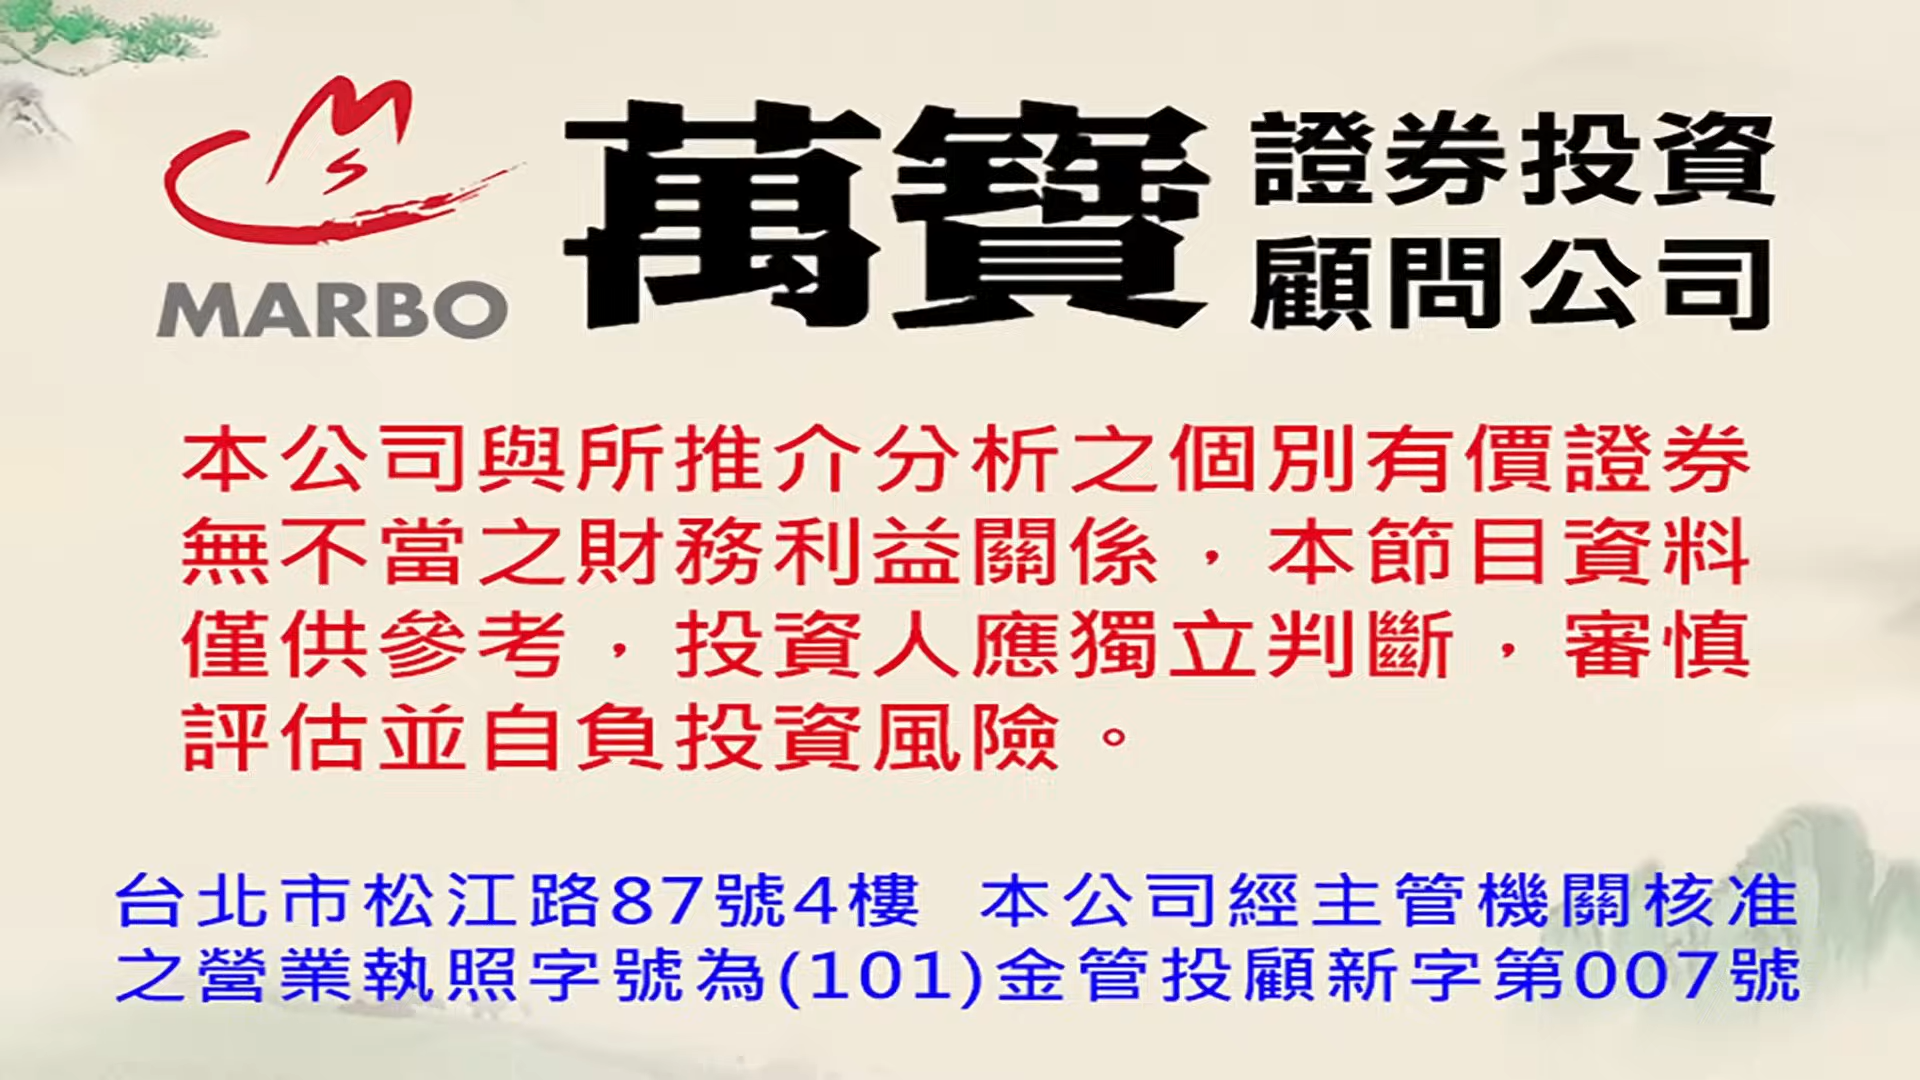 MARBO
萬寶
證券投資
顧問公司
本公司與所推介分析之個別有價證券
無不當之財務利益關係，本節目資料
僅供參考，投資人應獨立判斷，審慎
評估並自負投資風險。
台北市松江路87號4樓 本公司經主管機關核准
之營業執照字號為(101)金管投顧新字第007號